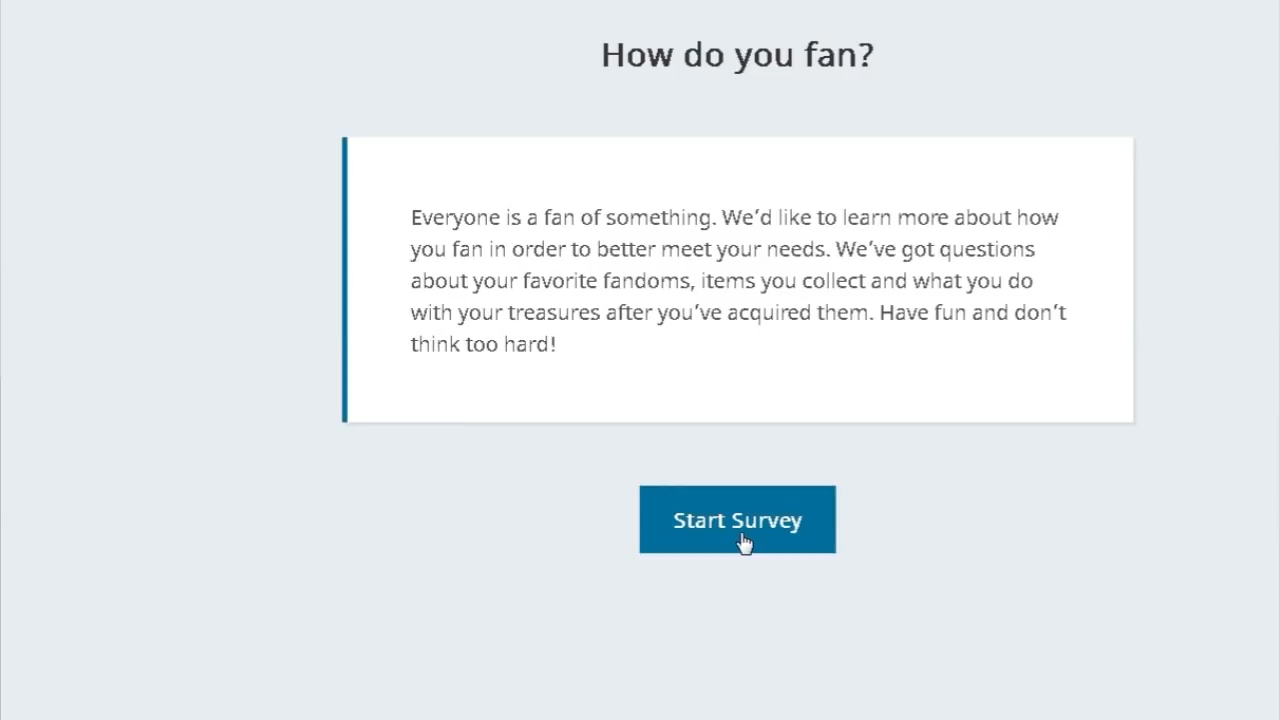 How do you fan?
Everyone is a fan of something. We’d like to learn more about how
you fan in order to better meet your needs. We’ve got questions
about your favorite fandoms, items you collect and what you do
with your treasures after you’ve acquired them. Have fun and don’t
think too hard!
Start Survey